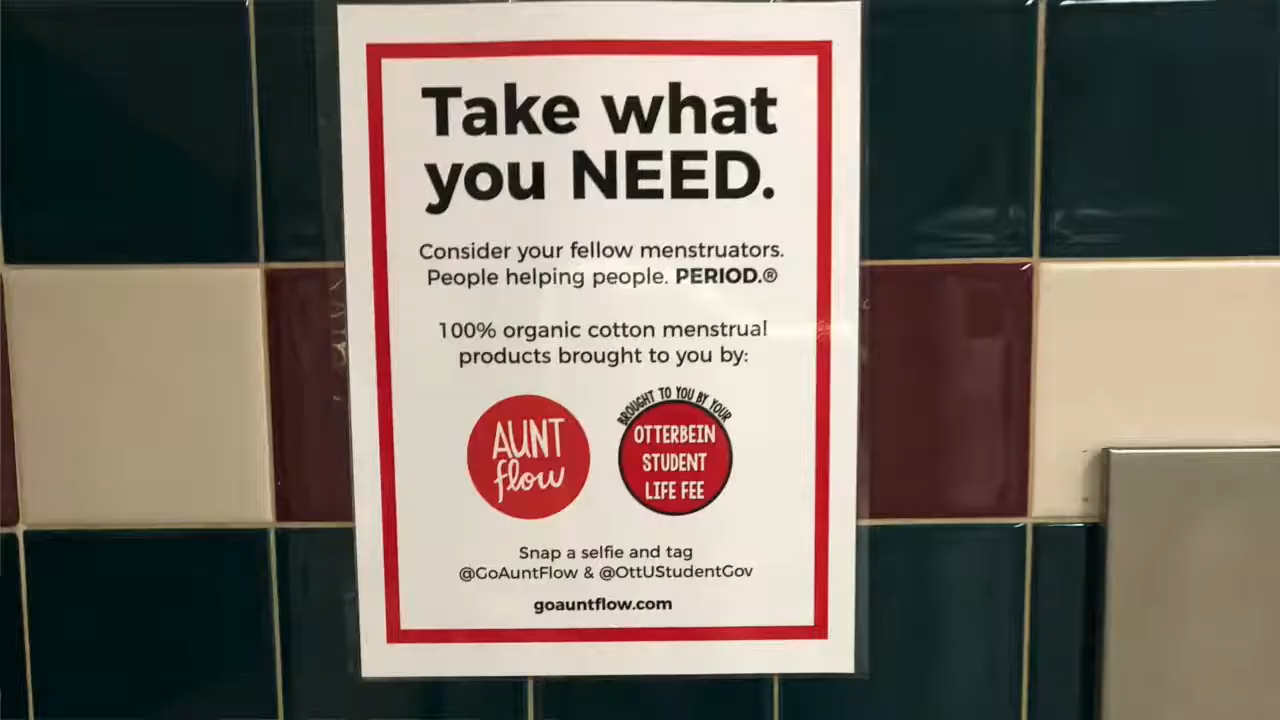 Take what
you NEED.
Consider your fellow menstruators.
People helping people. PERIOD.®
100% organic cotton menstrual
products brought to you by:
AUNT
flow
BROUGHT TO YOU BY YOUR
OTTERBEIN
STUDENT
LIFE FEE
Snap a selfie and tag
@GoAuntFlow & @OttUStudentGov
goauntflow.com